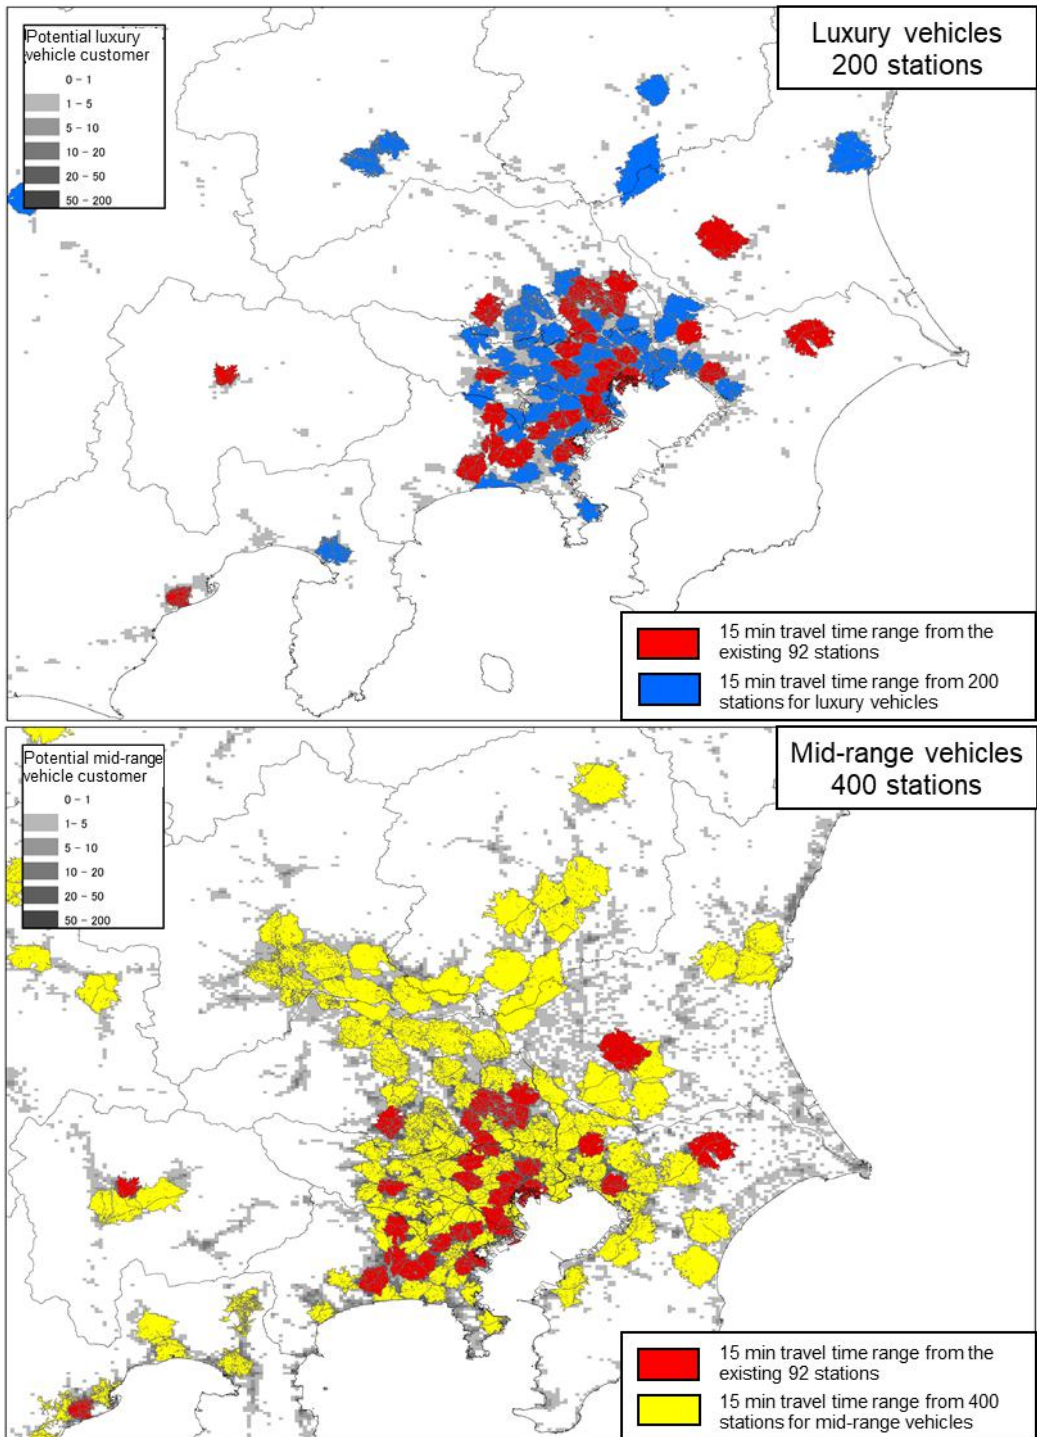 Potential luxury
vehicle customer
0 - 1
1 - 5
5 - 10
10 - 20
20 - 50
50 - 200
Luxury vehicles
200 stations
15 min travel time range from the
existing 92 stations
15 min travel time range from 200
stations for luxury vehicles
Potential mid-range
vehicle customer
0 - 1
1- 5
5 - 10
10 - 20
20 - 50
50 - 200
Mid-range vehicles
400 stations
15 min travel time range from the
existing 92 stations
15 min travel time range from 400
stations for mid-range vehicles